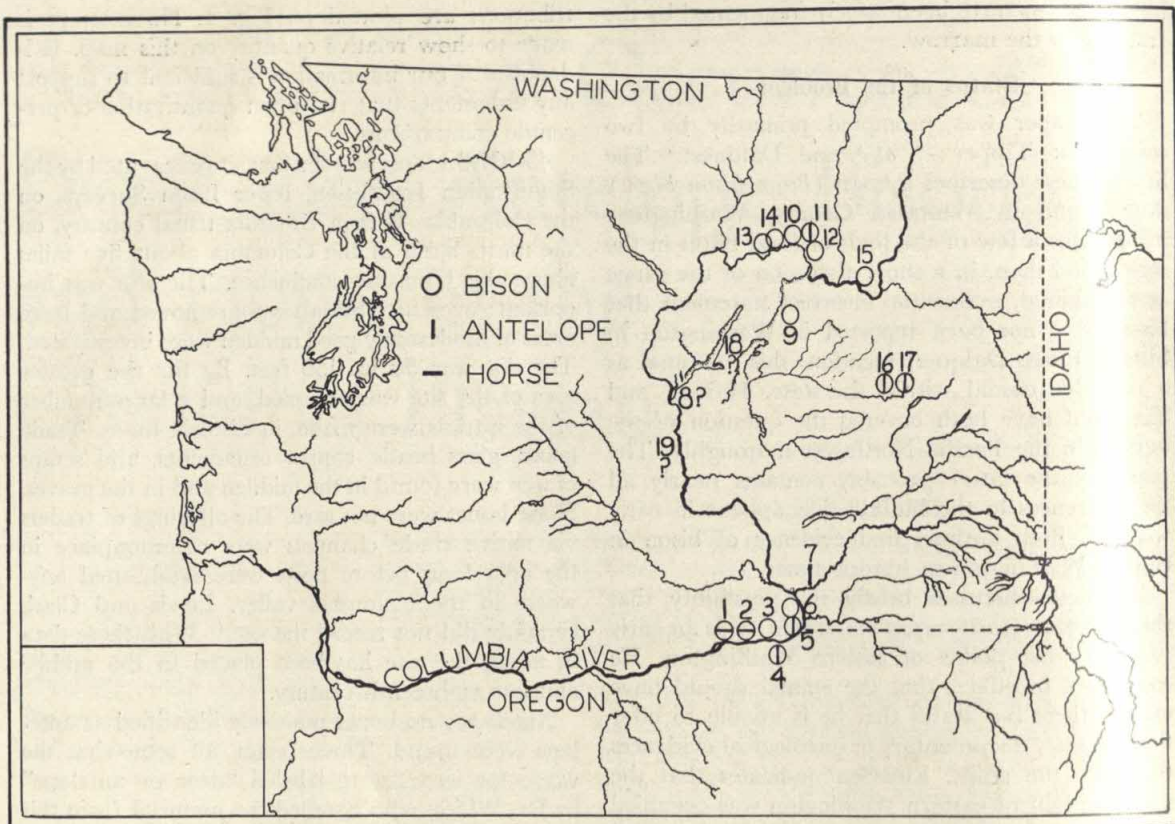 WASHINGTON
BISON
ANTELOPE
HORSE
IDAHO
14 10 11
13 12
15
9
18
?
8?
16 17
19
?
7
1 2 3 6
5
4
COLUMBIA RIVER
OREGON